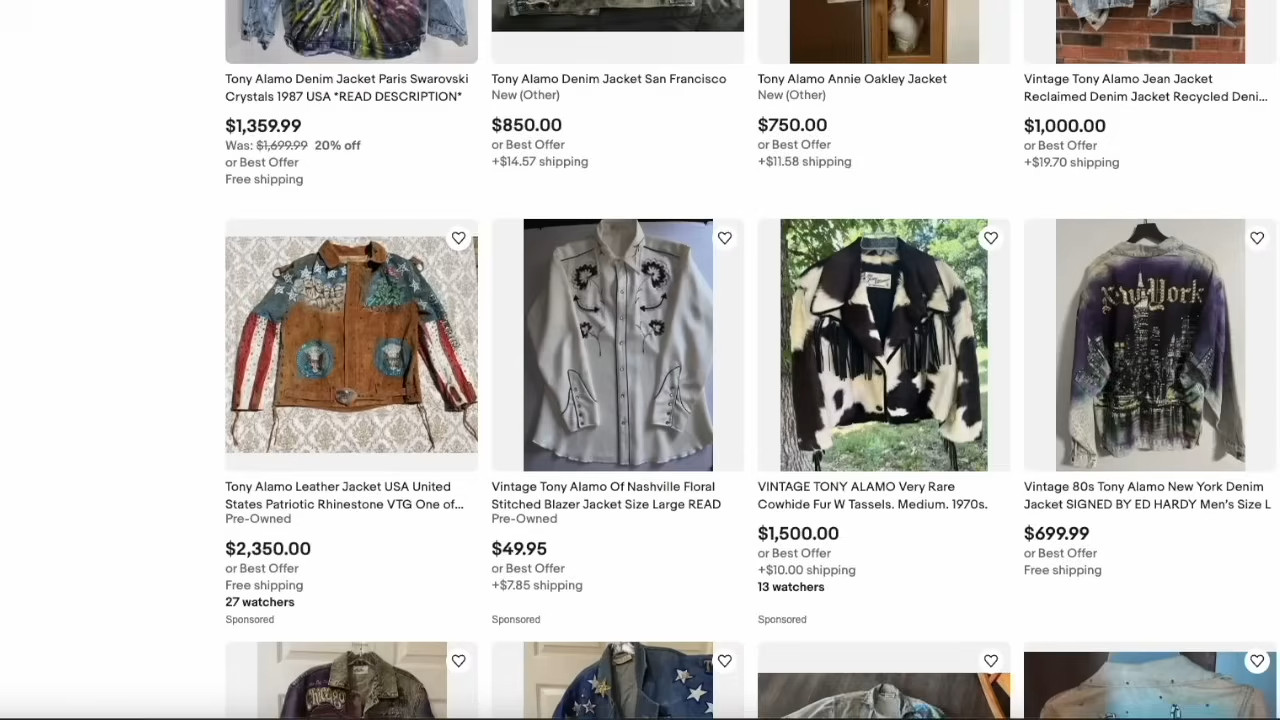 Tony Alamo Denim Jacket Paris Swarovski
Crystals 1987 USA *READ DESCRIPTION*
$1,359.99
Was: $1,699.99 20% off
or Best Offer
Free shipping
Tony Alamo Denim Jacket San Francisco
New (Other)
$850.00
or Best Offer
+$14.57 shipping
Tony Alamo Annie Oakley Jacket
New (Other)
$750.00
or Best Offer
+$11.58 shipping
Vintage Tony Alamo Jean Jacket
Reclaimed Denim Jacket Recycled Deni...
$1,000.00
or Best Offer
+$19.70 shipping
New York
Tony Alamo Leather Jacket USA United
States Patriotic Rhinestone VTG One of...
Pre-Owned
$2,350.00
or Best Offer
Free shipping
27 watchers
Sponsored
Vintage Tony Alamo Of Nashville Floral
Stitched Blazer Jacket Size Large READ
Pre-Owned
$49.95
or Best Offer
+$7.85 shipping
Sponsored
VINTAGE TONY ALAMO Very Rare
Cowhide Fur W Tassels. Medium. 1970s.
$1,500.00
or Best Offer
+$10.00 shipping
13 watchers
Sponsored
Vintage 80s Tony Alamo New York Denim
Jacket SIGNED BY ED HARDY Men's Size L
$699.99
or Best Offer
Free shipping
Chicago